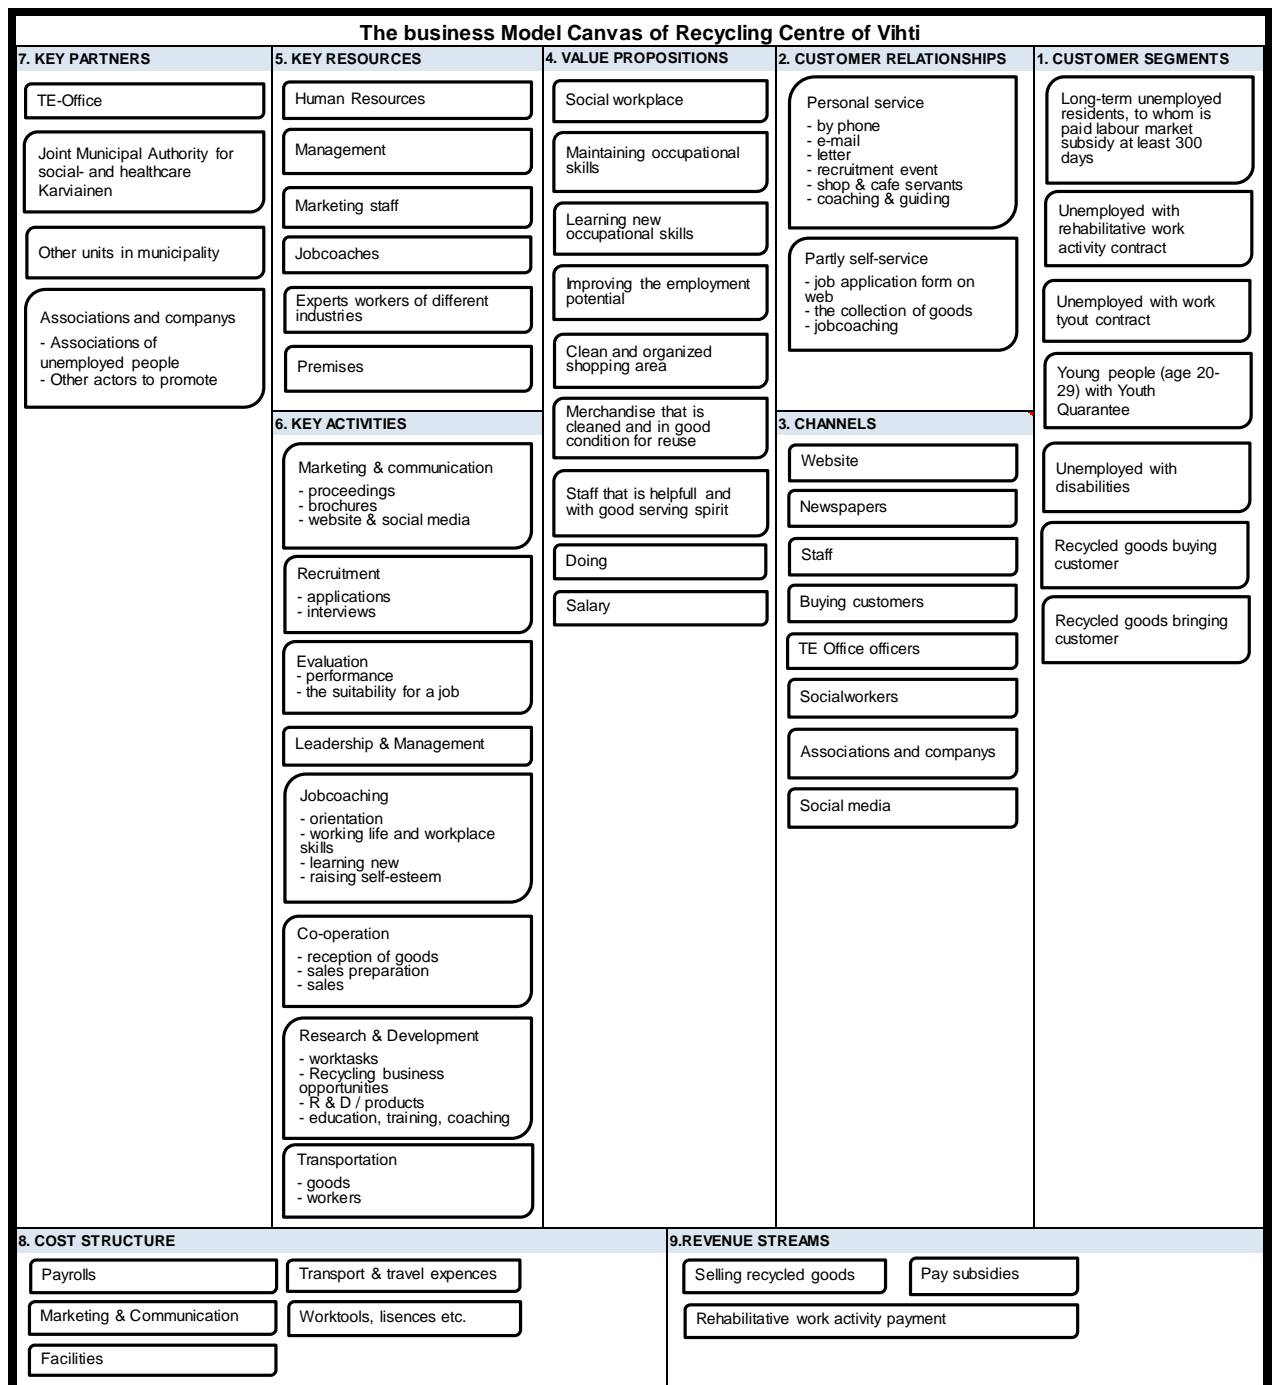 The business Model Canvas of Recycling Centre of Vihti
7. KEY PARTNERS
TE-Office
Joint Municipal Authority for
social- and healthcare
Karviainen
Other units in municipality
Associations and companys
- Associations of
unemployed people
- Other actors to promote
5. KEY RESOURCES
Human Resources
Management
Marketing staff
Jobcoaches
Experts workers of different
industries
Premises
6. KEY ACTIVITIES
Marketing & communication
- proceedings
- brochures
- website & social media
Recruitment
- applications
- interviews
Evaluation
- performance
- the suitability for a job
Leadership & Management
Jobcoaching
- orientation
- working life and workplace
skills
- learning new
- raising self-esteem
Co-operation
- reception of goods
- sales preparation
- sales
Research & Development
- worktasks
- Recycling business
opportunities
- R & D / products
- education, training, coaching
Transportation
- goods
- workers
4. VALUE PROPOSITIONS
Social workplace
Maintaining occupational
skills
Learning new
occupational skills
Improving the employment
potential
Clean and organized
shopping area
Merchandise that is
cleaned and in good
condition for reuse
Staff that is helpfull and
with good serving spirit
Doing
Salary
2. CUSTOMER RELATIONSHIPS
Personal service
- by phone
- e-mail
- letter
- recruitment event
- shop & cafe servants
- coaching & guiding
Partly self-service
- job application form on
web
- the collection of goods
- jobcoaching
3. CHANNELS
Website
Newspapers
Staff
Buying customers
TE Office officers
Socialworkers
Associations and companys
Social media
1. CUSTOMER SEGMENTS
Long-term unemployed
residents, to whom is
paid labour market
subsidy at least 300
days
Unemployed with
rehabilitative work
activity contract
Unemployed with work
tyout contract
Young people (age 20-
29) with Youth
Quarantee
Unemployed with
disabilities
Recycled goods buying
customer
Recycled goods bringing
customer
8. COST STRUCTURE
Payrolls
Transport & travel expences
Marketing & Communication
Worktools, lisences etc.
Facilities
9.REVENUE STREAMS
Selling recycled goods
Pay subsidies
Rehabilitative work activity payment